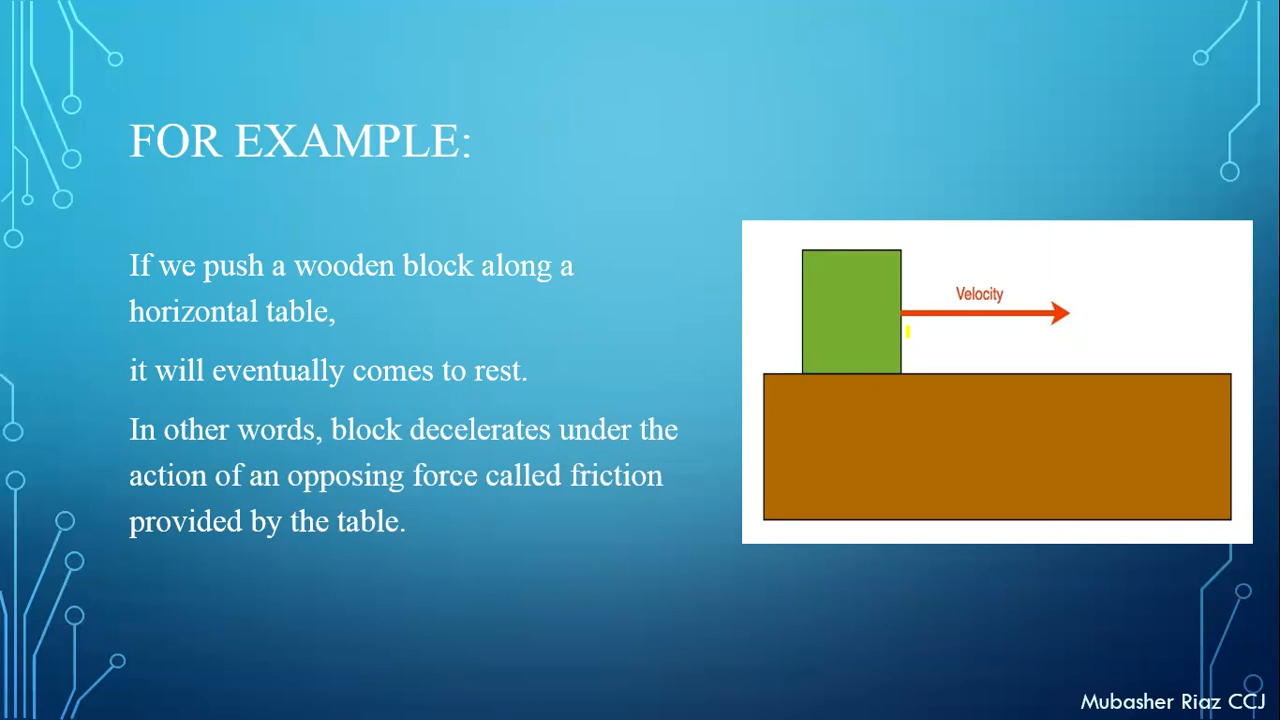 FOR EXAMPLE:
If we push a wooden block along a
horizontal table,
it will eventually comes to rest.
In other words, block decelerates under the
action of an opposing force called friction
provided by the table.
Velocity
Mubasher Riaz CCJ